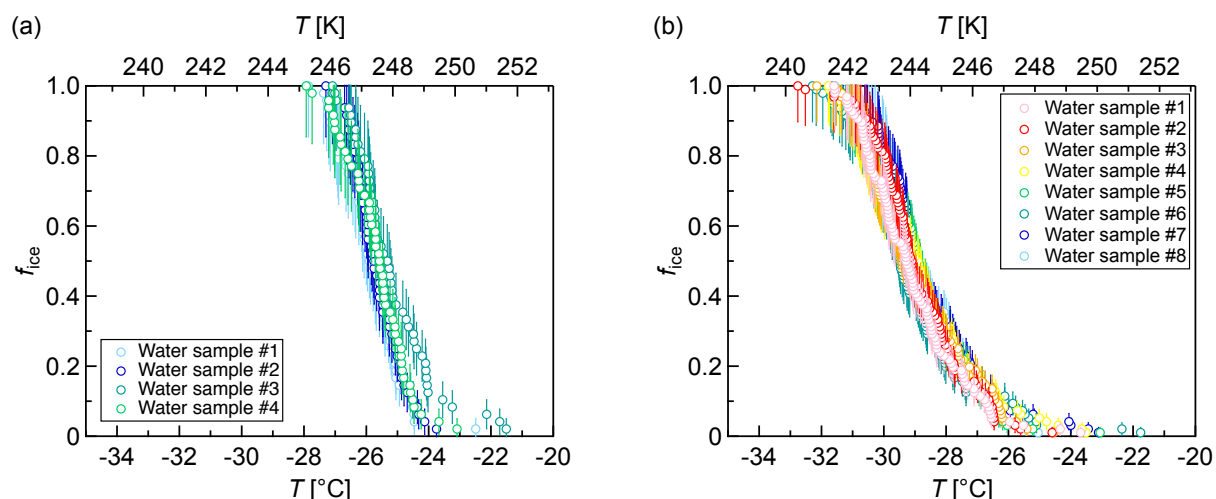 (a)
T [K]
240 242 244 246 248 250 252
1.0
0.8
0.6
0.4
0.2
0
fice
Water sample #1
Water sample #2
Water sample #3
Water sample #4
-34 -32 -30 -28 -26 -24 -22 -20
T [°C]
(b)
T [K]
240 242 244 246 248 250 252
1.0
0.8
0.6
0.4
0.2
0
fice
Water sample #1
Water sample #2
Water sample #3
Water sample #4
Water sample #5
Water sample #6
Water sample #7
Water sample #8
-34 -32 -30 -28 -26 -24 -22 -20
T [°C]